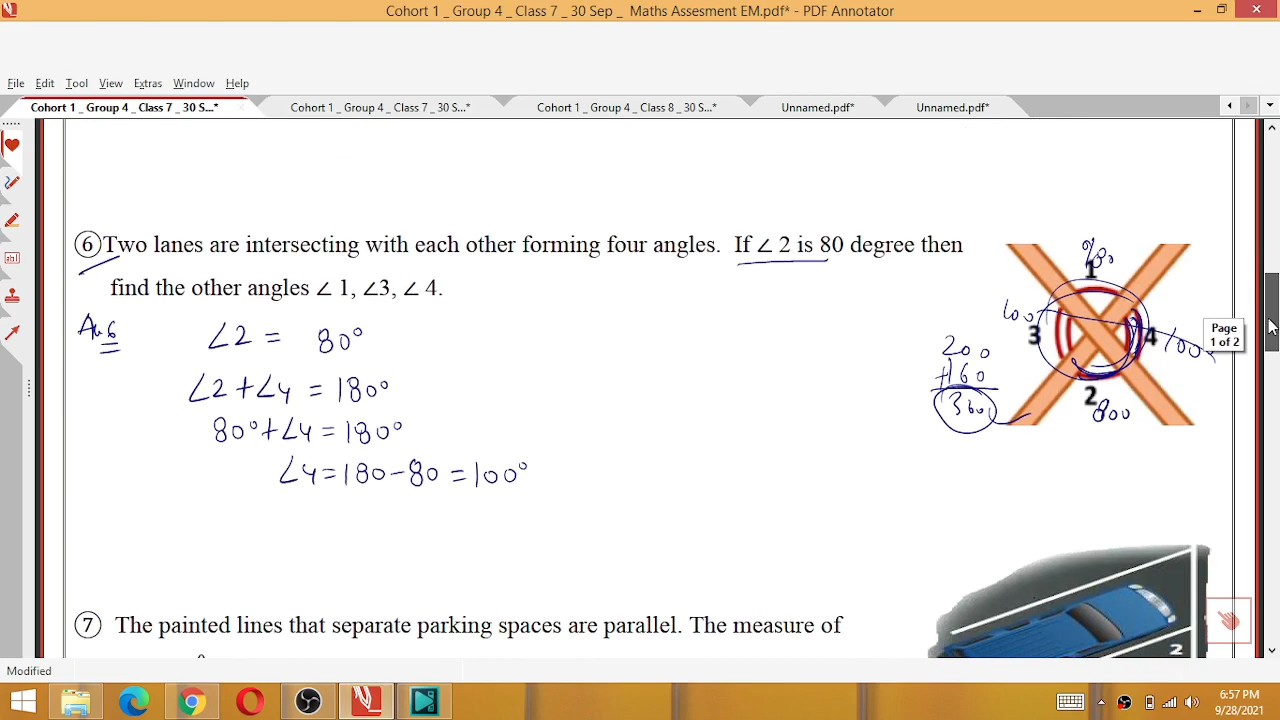 Cohort 1 _ Group 4 _ Class 7 _ 30 Sep _ Maths Assesment EM.pdf* - PDF Annotator
File Edit Tool View Extras Window Help
Cohort 1 _ Group 4 _ Class 7 _ 30 S...* Cohort 1 _ Group 4 _ Class 7 _ 30 S...* Cohort 1 _ Group 4 _ Class 8 _ 30 S...* Unnamed.pdf* Unnamed.pdf*
6 Two lanes are intersecting with each other forming four angles. If ∠ 2 is 80 degree then
find the other angles ∠ 1, ∠3, ∠ 4.
∠2 = 80°
∠2+∠4 = 180°
80°+∠4 = 180°
∠4=180-80 = 100°
200
+160
360
1
100
3
4
100
2
80°
Page
1 of 2
7 The painted lines that separate parking spaces are parallel. The measure of
2
Modified
6:57 PM
9/28/2021